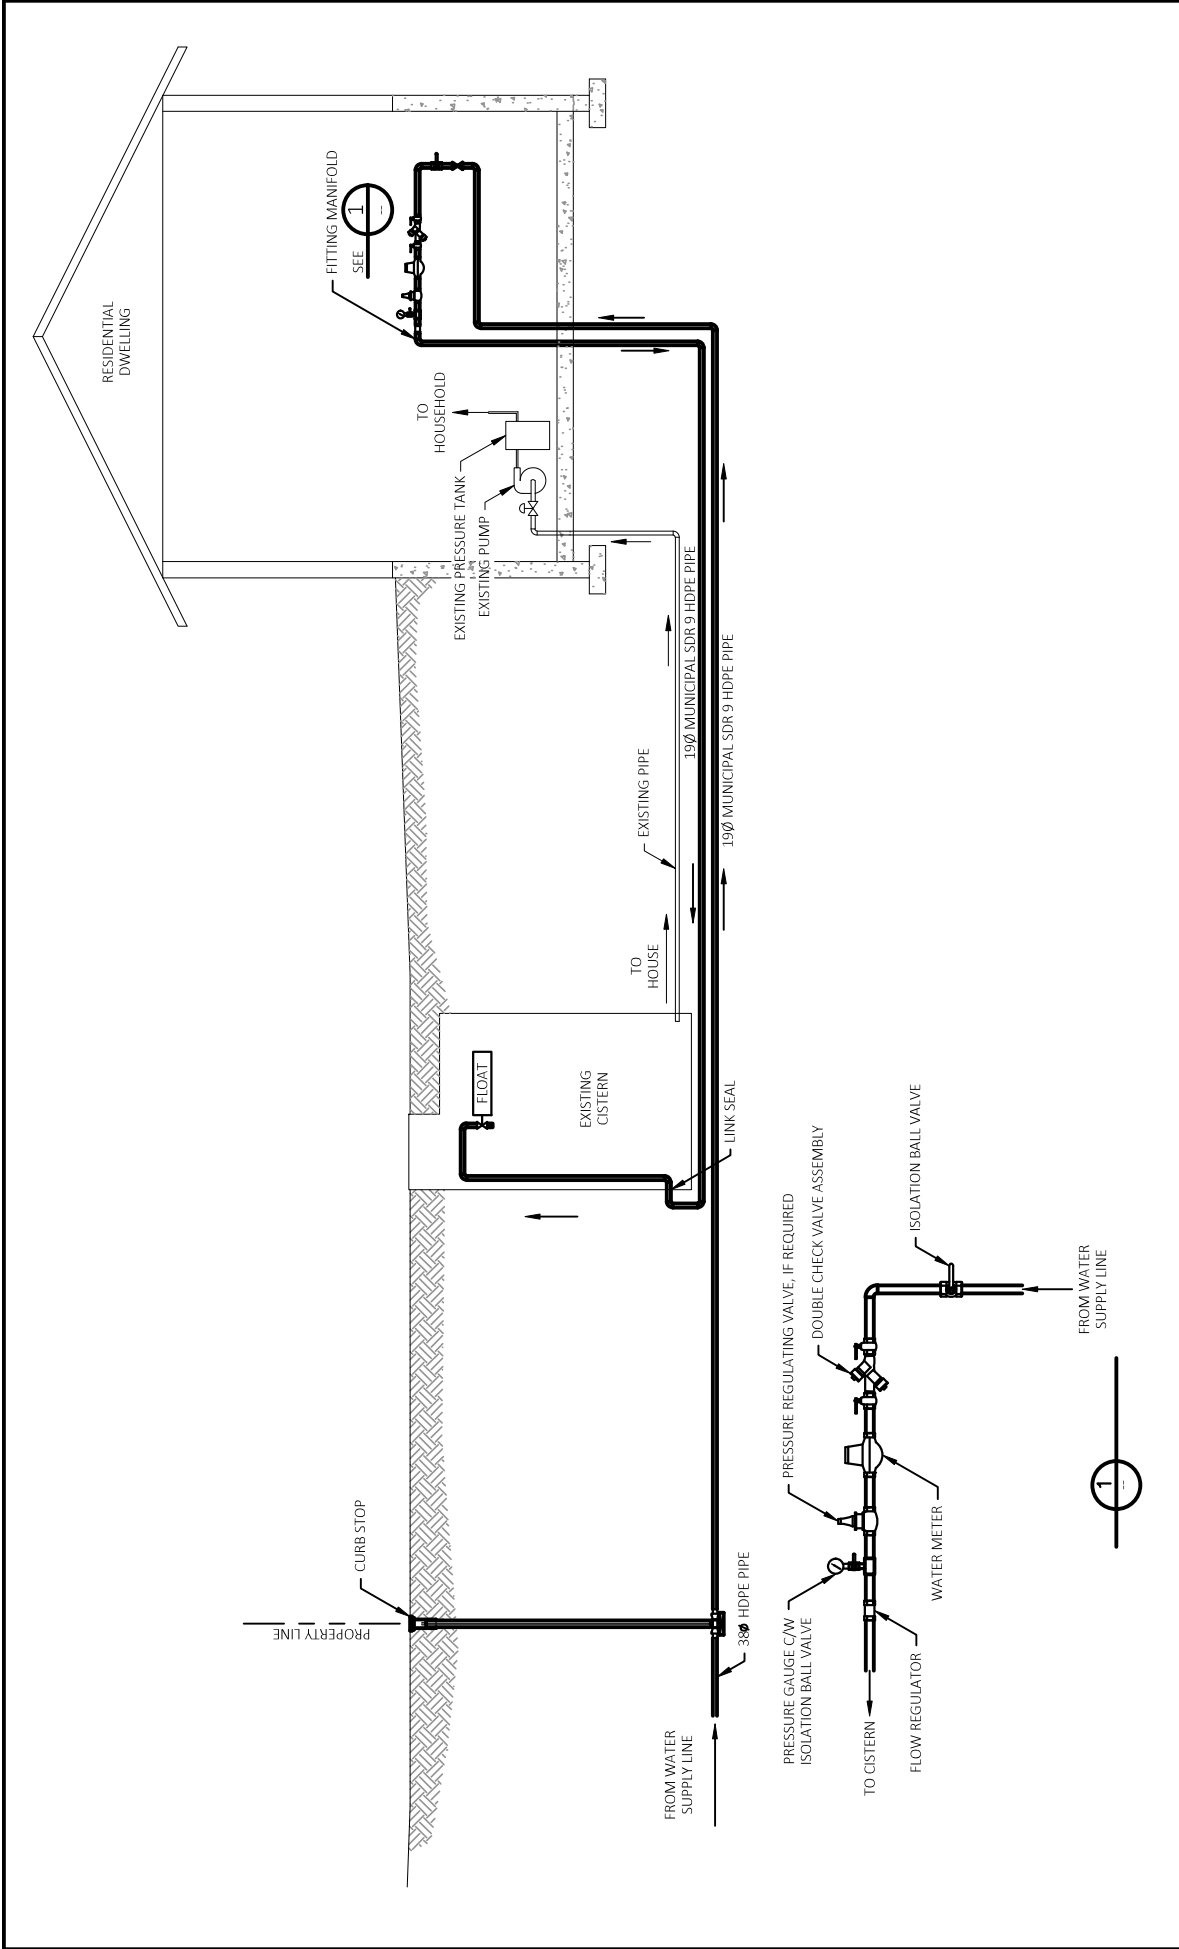 RESIDENTIAL
DWELLING
FITTING MANIFOLD
SEE
1
--
TO
HOUSEHOLD
EXISTING PRESSURE TANK
EXISTING PUMP
PROPERTY LINE
CURB STOP
FLOAT
EXISTING
CISTERN
TO
HOUSE
EXISTING PIPE
19Ø MUNICIPAL SDR 9 HDPE PIPE
19Ø MUNICIPAL SDR 9 HDPE PIPE
FROM WATER
SUPPLY LINE
38Ø HDPE PIPE
LINK SEAL
PRESSURE GAUGE C/W
ISOLATION BALL VALVE
PRESSURE REGULATING VALVE, IF REQUIRED
DOUBLE CHECK VALVE ASSEMBLY
ISOLATION BALL VALVE
TO CISTERN
FLOW REGULATOR
WATER METER
FROM WATER
SUPPLY LINE
1
--